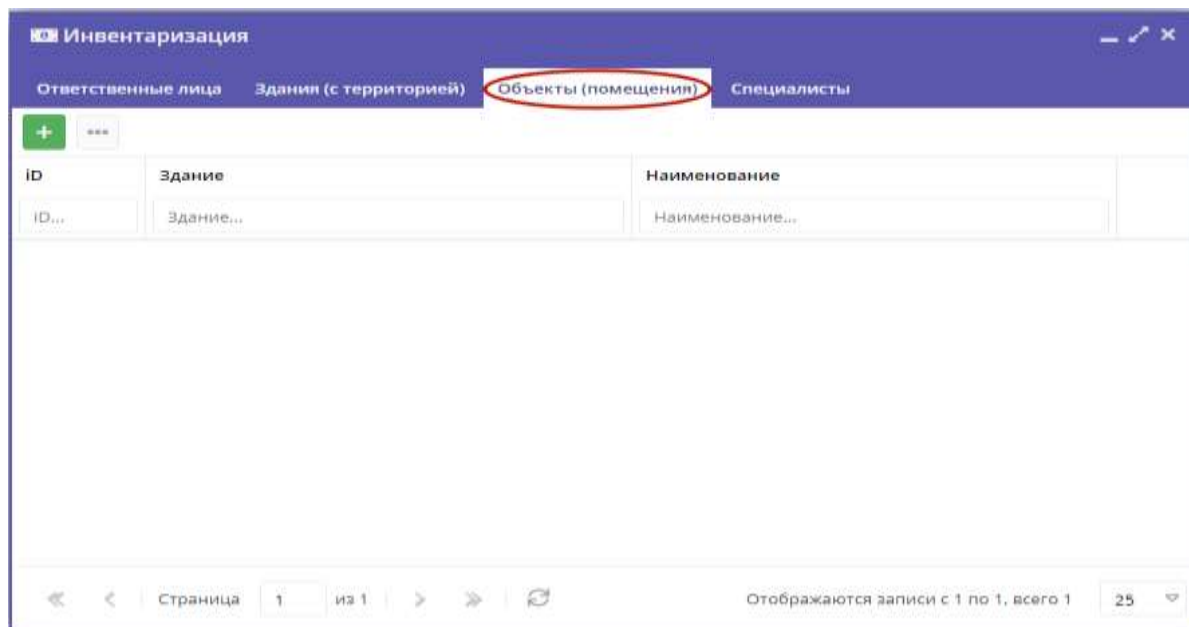 Инвентаризация
Ответственные лица Здания (с территорией) Объекты (помещения) Специалисты
iD Здание Наименование
iD... Здание... Наименование...
Страница 1 из 1 Отображаются записи с 1 по 1, всего 1 25